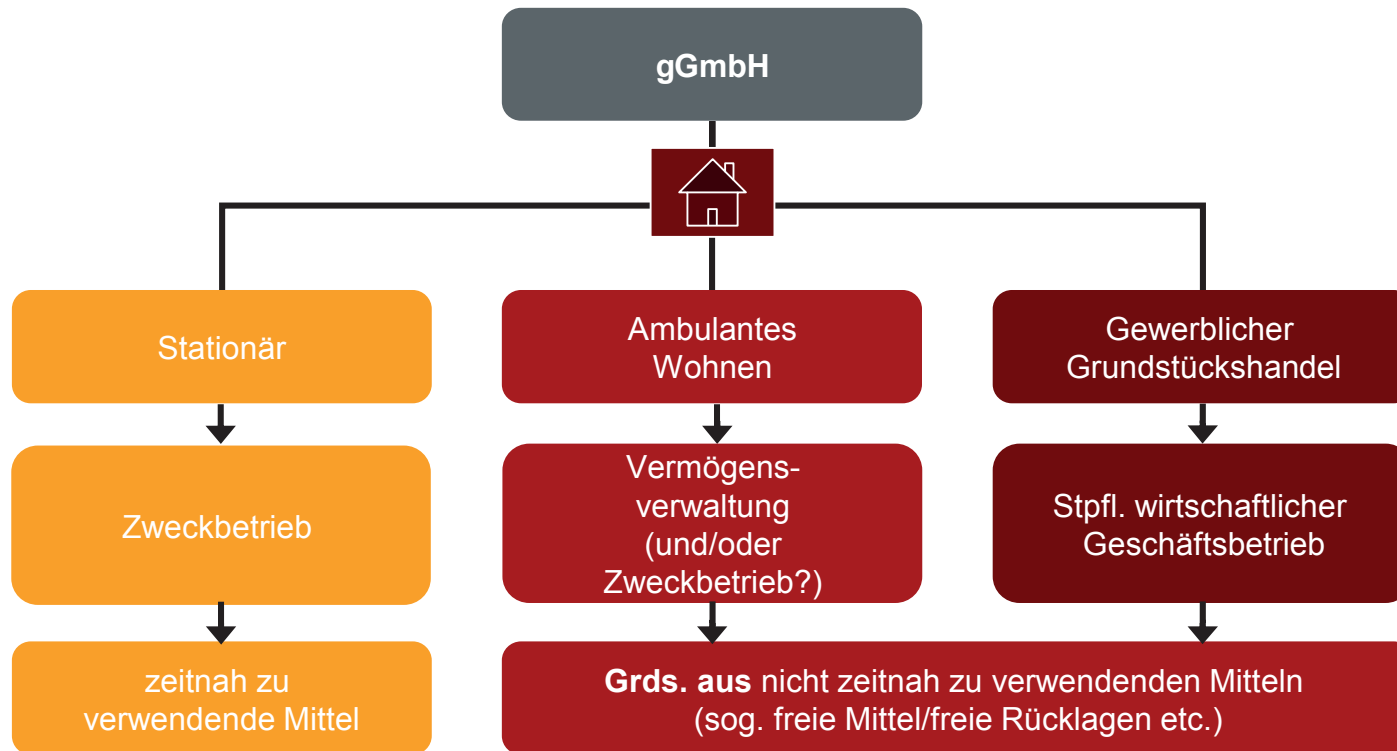 gGmbH
Stationär
Ambulantes
Wohnen
Gewerblicher
Grundstückshandel
Zweckbetrieb
Vermögens-
verwaltung
(und/oder
Zweckbetrieb?)
Stpfl. wirtschaftlicher
Geschäftsbetrieb
zeitnah zu
verwendende Mittel
Grds. aus nicht zeitnah zu verwendenden Mitteln
(sog. freie Mittel/freie Rücklagen etc.)